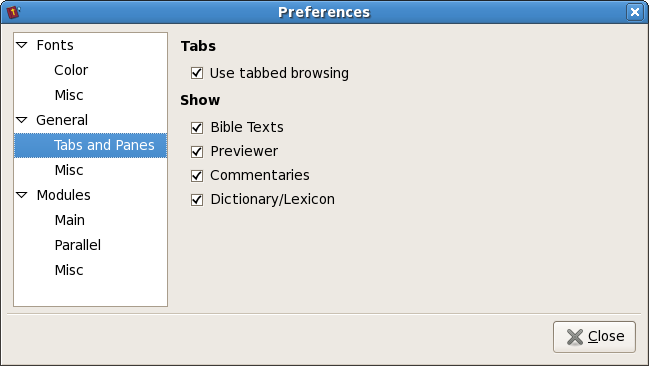 Preferences
Fonts
Color
Misc
General
Tabs and Panes
Misc
Modules
Main
Parallel
Misc
Tabs
Use tabbed browsing
Show
Bible Texts
Previewer
Commentaries
Dictionary/Lexicon
Close